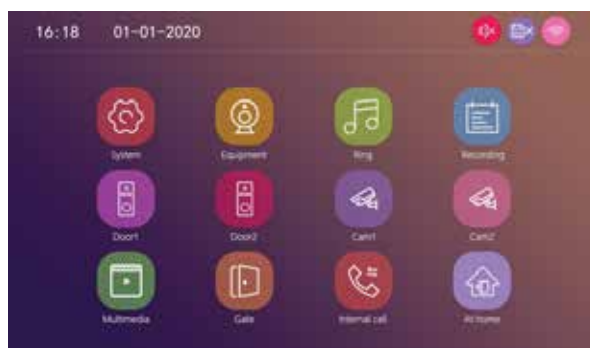 16:18 01-01-2020
System Equipment Ring Recording
Door1 Door2 Cam1 Cam2
Multimedia Gate Internal call At home